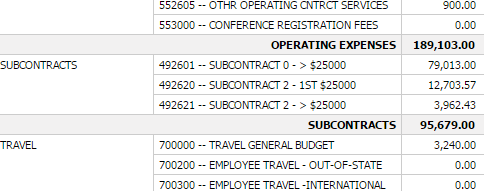 552605 -- OTHR OPERATING CNTRCT SERVICES 900.00
553000 -- CONFERENCE REGISTRATION FEES 0.00
OPERATING EXPENSES 189,103.00
SUBCONTRACTS 492601 -- SUBCONTRACT 0 - > $25000 79,013.00
492620 -- SUBCONTRACT 2 - 1ST $25000 12,703.57
492621 -- SUBCONTRACT 2 - > $25000 3,962.43
SUBCONTRACTS 95,679.00
TRAVEL 700000 -- TRAVEL GENERAL BUDGET 3,240.00
700200 -- EMPLOYEE TRAVEL - OUT-OF-STATE 0.00
700300 -- EMPLOYEE TRAVEL -INTERNATIONAL 0.00